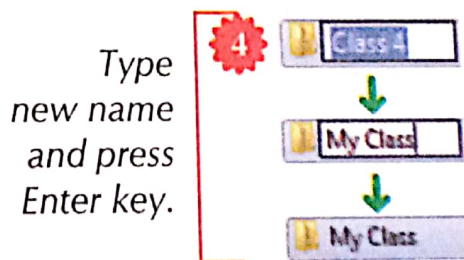 4
Class 4
Type
new name
and press
Enter key.
My Class
My Class